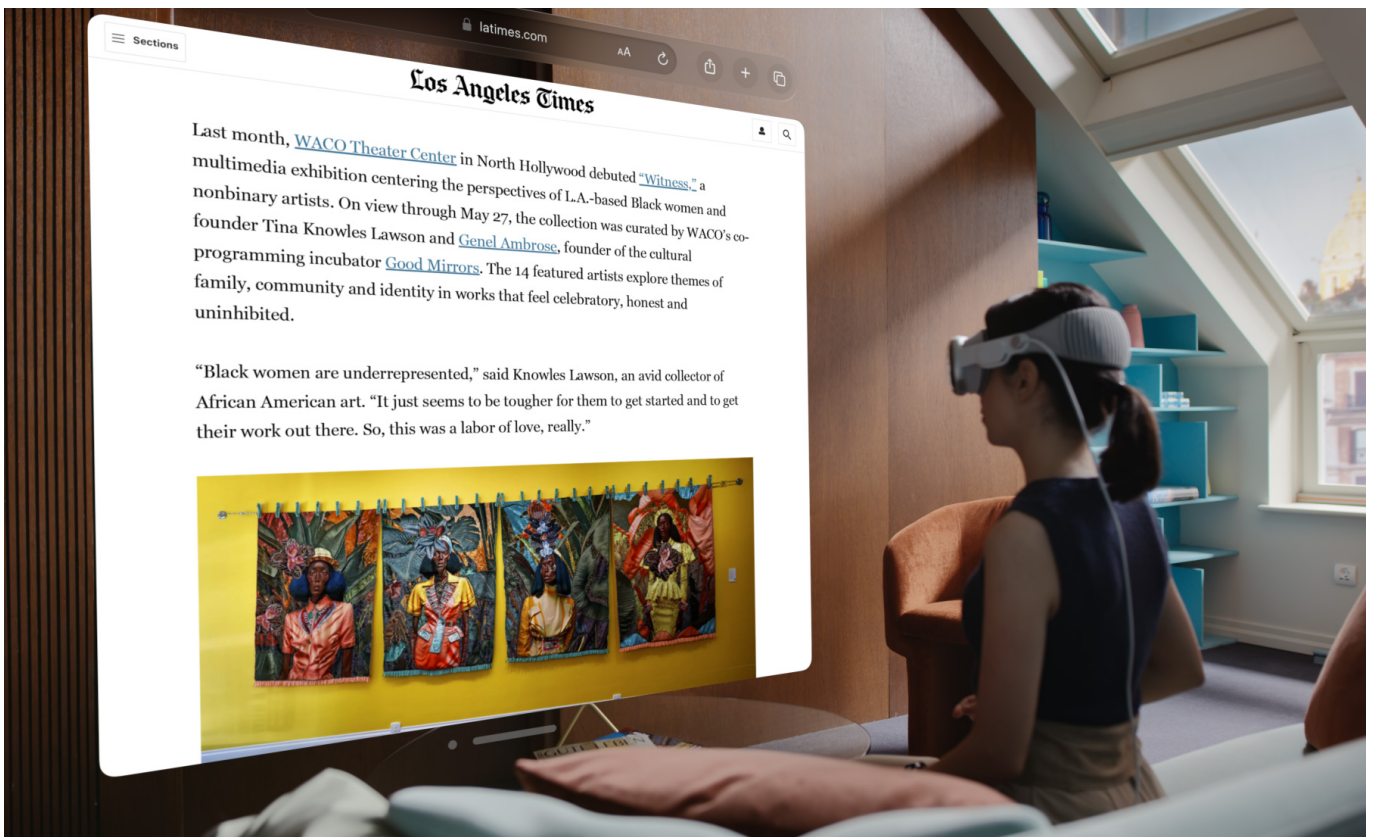 latimes.com
AA
Sections
Los Angeles Times
Last month, WACO Theater Center in North Hollywood debuted “Witness,” a
multimedia exhibition centering the perspectives of L.A.-based Black women and
nonbinary artists. On view through May 27, the collection was curated by WACO’s co-
founder Tina Knowles Lawson and Genel Ambrose, founder of the cultural
programming incubator Good Mirrors. The 14 featured artists explore themes of
family, community and identity in works that feel celebratory, honest and
uninhibited.
“Black women are underrepresented,” said Knowles Lawson, an avid collector of
African American art. “It just seems to be tougher for them to get started and to get
their work out there. So, this was a labor of love, really.”
GUTE LEBEN